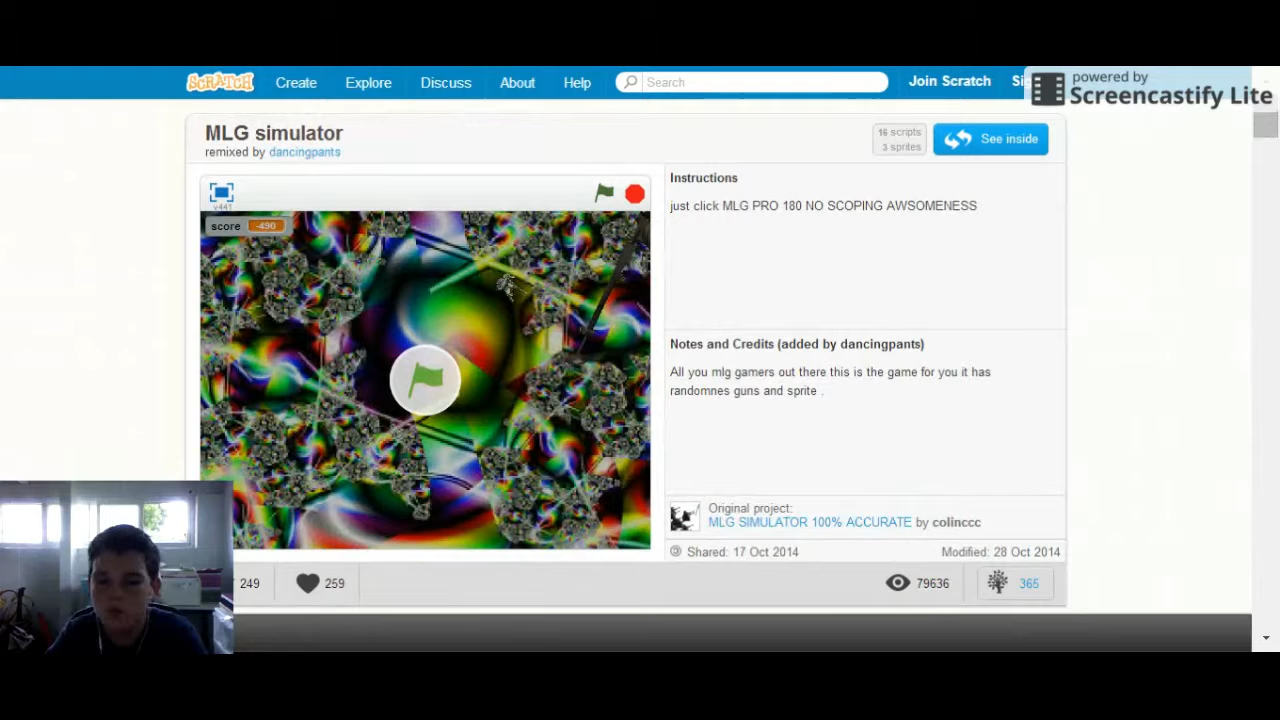 powered by
Screencastify Lite
SCRATCH Create Explore Discuss About Help Search Join Scratch
MLG simulator
remixed by dancingpants
16 scripts
3 sprites
See inside
v441
score -490
Instructions
just click MLG PRO 180 NO SCOPING AWSOMENESS
Notes and Credits (added by dancingpants)
All you mlg gamers out there this is the game for you it has
randomnes guns and sprite .
Original project:
MLG SIMULATOR 100% ACCURATE by colinccc
Shared: 17 Oct 2014 Modified: 28 Oct 2014
249 259 79636 365